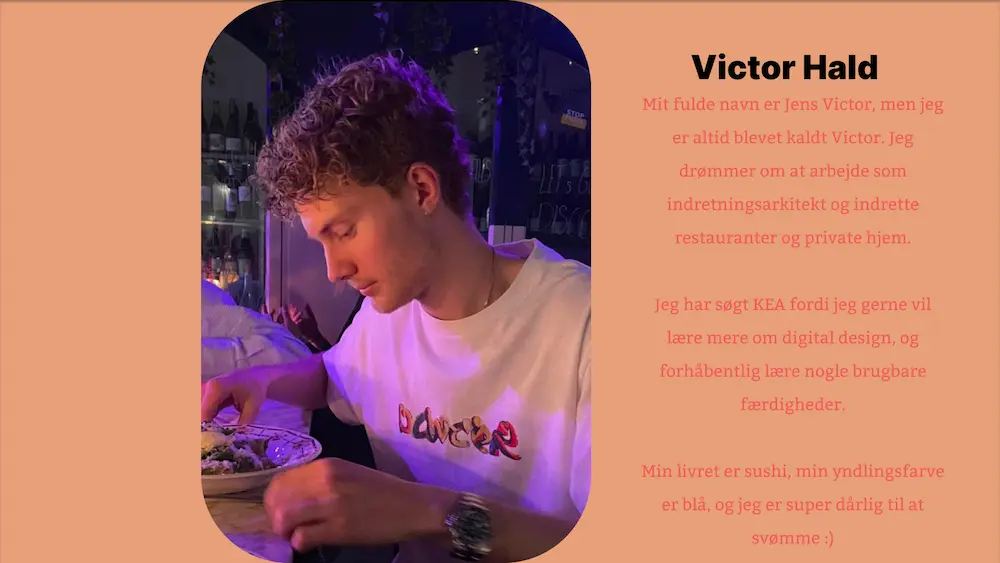 Victor Hald
Mit fulde navn er Jens Victor, men jeg
er altid blevet kaldt Victor. Jeg
drømmer om at arbejde som
indretningsarkitekt og indrette
restauranter og private hjem.
Jeg har søgt KEA fordi jeg gerne vil
lære mere om digital design, og
forhåbentlig lære nogle brugbare
færdigheder.
Min livret er sushi, min yndlingsfarve
er blå, og jeg er super dårlig til at
svømme :)
STOP
LET'S G
DISCO